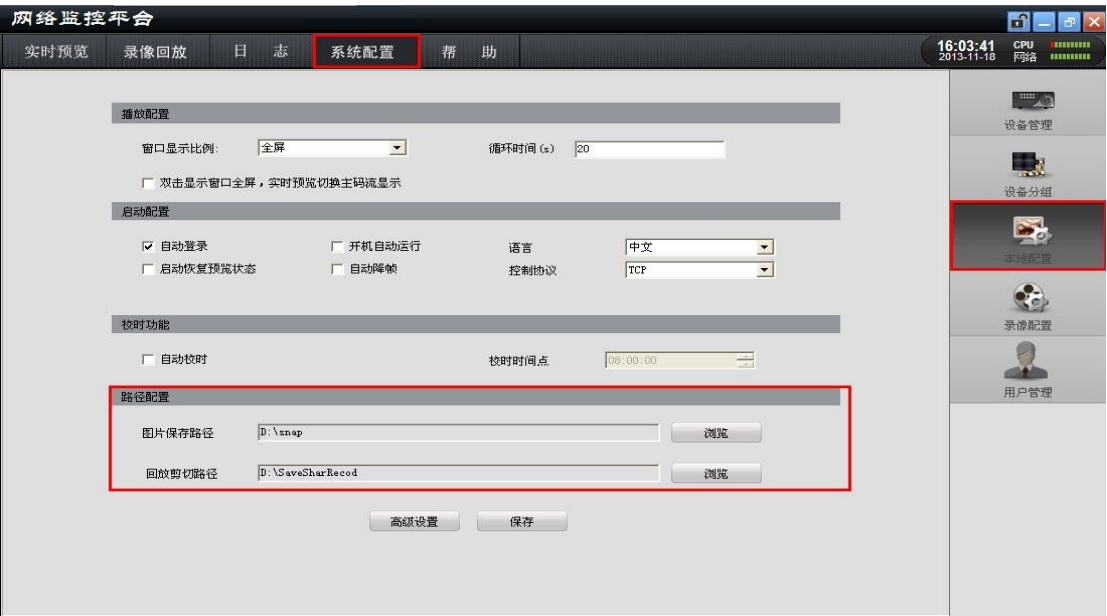 网络监控平台
实时预览 录像回放 日 志 系统配置 帮 助
16:03:41 CPU
2013-11-18 网络
播放配置
窗口显示比例: 全屏 循环时间(s) 20
双击显示窗口全屏,实时预览切换主码流显示
启动配置
自动登录 开机自动运行 语言 中文
启动恢复预览状态 自动降帧 控制协议 TCP
校时功能
自动校时 校时时间点 08:00:00
路径配置
图片保存路径 D:\snap 浏览
回放剪切路径 D:\SaveSharRecod 浏览
高级设置 保存
设备管理
设备分组
本地配置
录像配置
用户管理